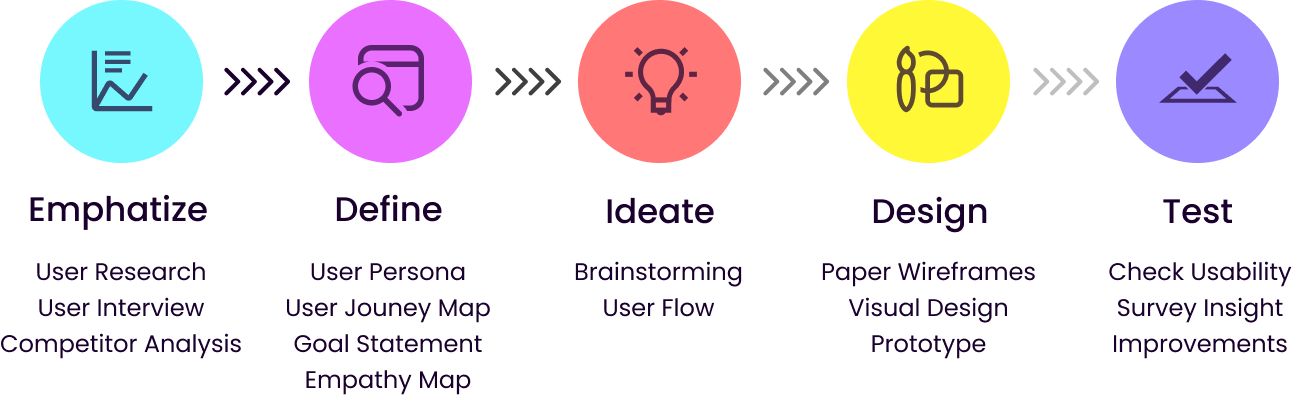 Emphatize
User Research
User Interview
Competitor Analysis
Define
User Persona
User Jouney Map
Goal Statement
Empathy Map
Ideate
Brainstorming
User Flow
Design
Paper Wireframes
Visual Design
Prototype
Test
Check Usability
Survey Insight
Improvements